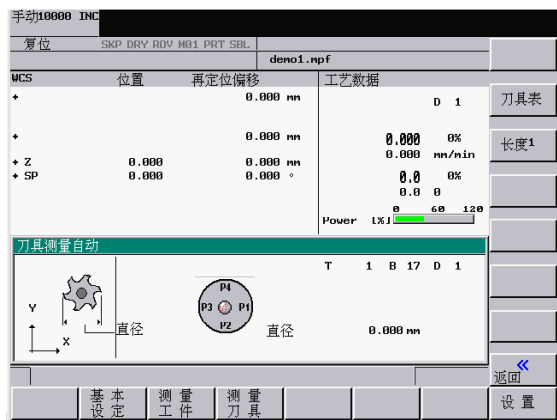 手动10000 INC
复位 SKP DRY ROV M01 PRT SBL
demo1.mpf
WCS 位置 再定位偏移 工艺数据
+ 0.000 mm D 1
刀具表
+ 0.000 mm 0.000 0%
长度1
0.000 mm/min
+ Z 0.000 0.000 mm
+ SP 0.000 0.000 ° 0.0 0%
0.0 0
0 60 120
Power [%]
刀具测量自动
T 1 B 17 D 1
P4
P3 P1
P2
Y
X
直径
直径 0.000 mm
«
返回
基本设定 测量工件 测量刀具 设置